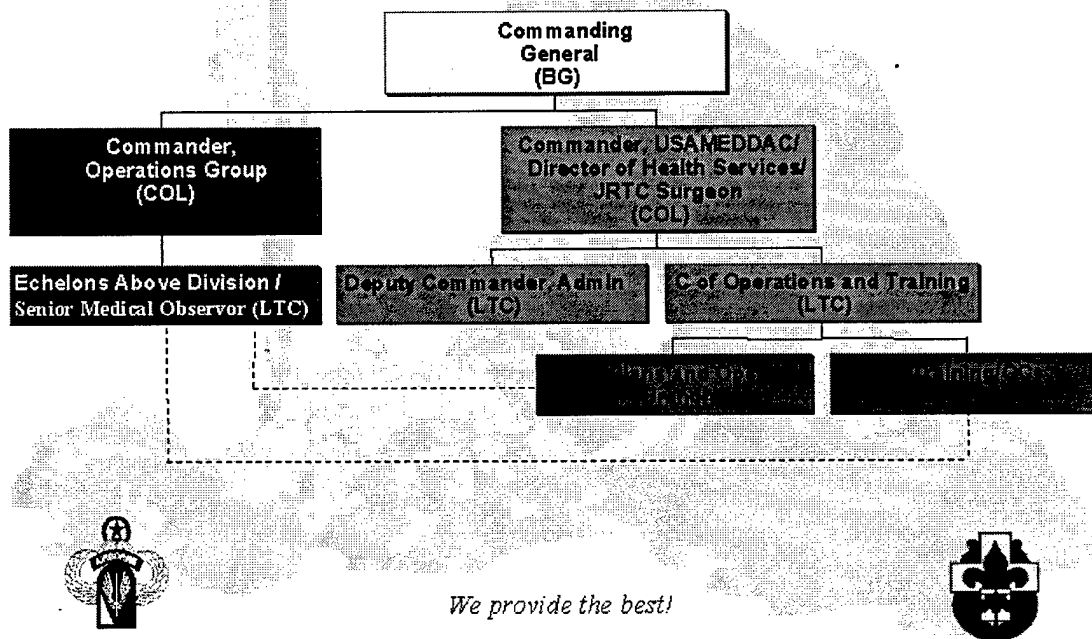 Commanding
General
(BG)
Commander,
Operations Group
(COL)
Commander, USAMEDDAC/
Director of Health Services/
JRTC Surgeon
(COL)
Echelons Above Division /
Senior Medical Observor (LTC)
Deputy Commander, Admin
(LTC)
C of Operations and Training
(LTC)
We provide the best!